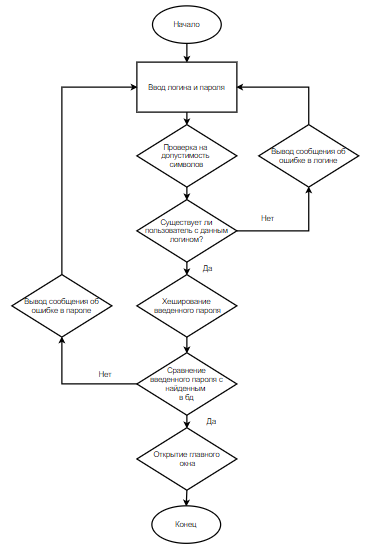 Начало
Ввод логина и пароля
Проверка на
допустимость
символов
Вывод сообщения об
ошибке в логине
Существует ли
пользователь с данным
логином?
Нет
Да
Вывод сообщения об
ошибке в пароле
Хеширование
введенного пароля
Нет
Сравнение
введенного пароля с
найденным
в бд
Да
Открытие главного
окна
Конец